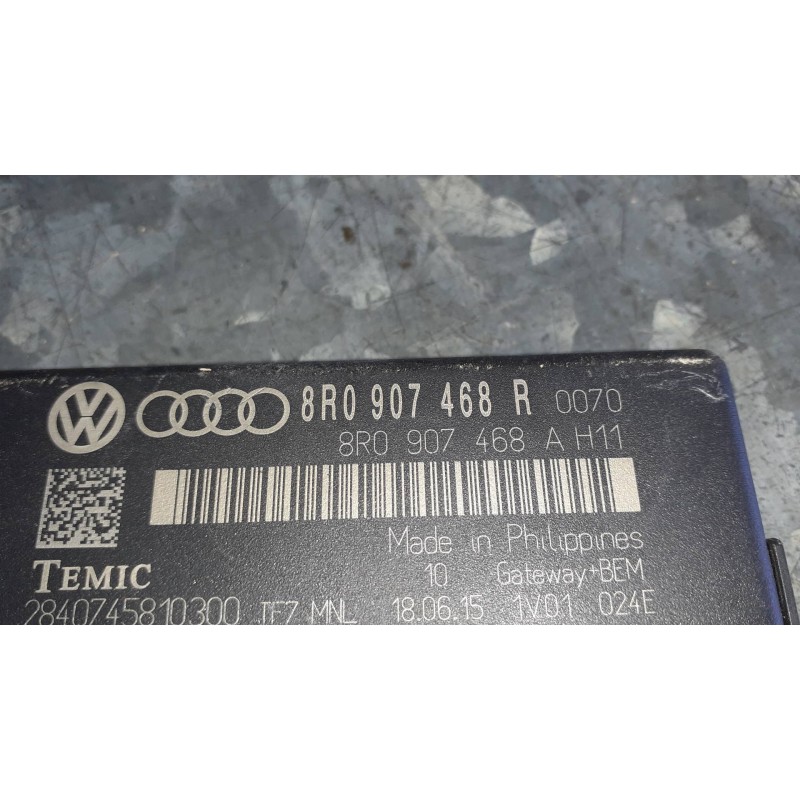 8R0 907 468 R 0070
8R0 907 468 A H11
Made in Philippines
TEMIC 10 Gateway+BEM
2840745810300 TF7 MNL 18.06.15 1V01 024E